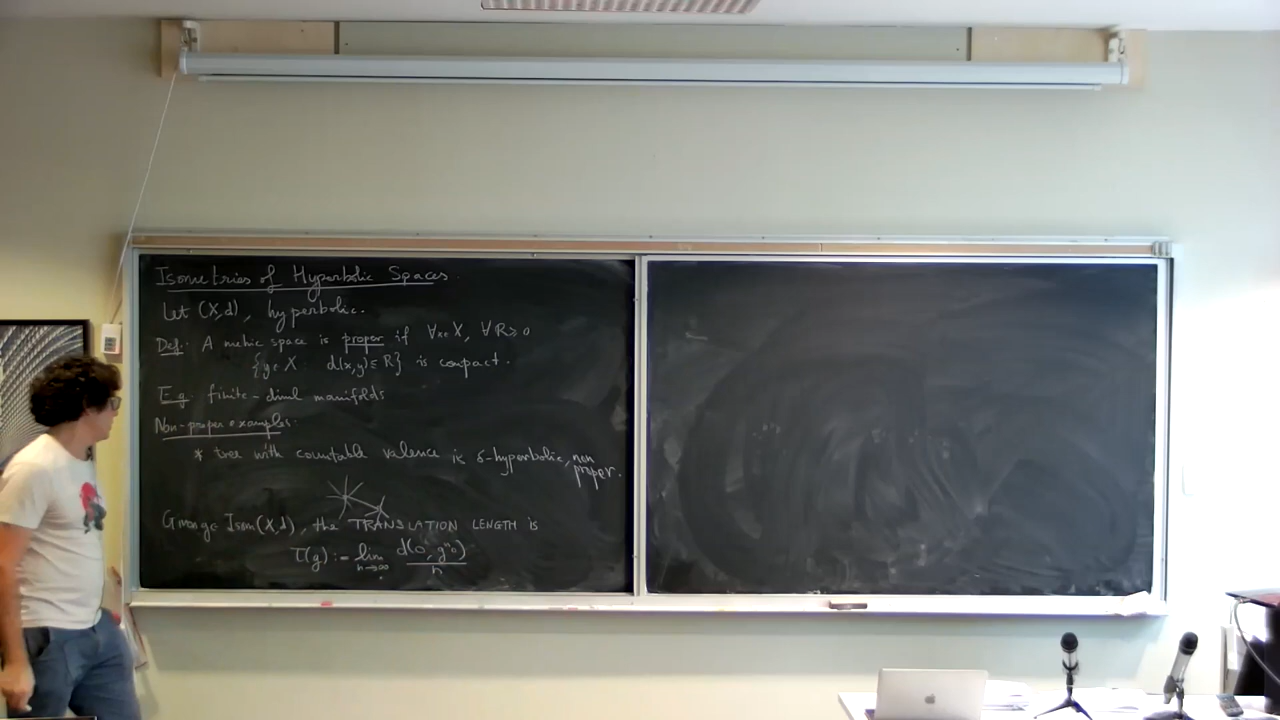 Isometries of Hyperbolic Spaces.
Let (X,d), hyperbolic.
Def.: A metric space is proper if ∀x∈X, ∀R≥0
{y∈X : d(x,y)≤R} is compact.
E.g. finite-diml manifolds
Non-proper examples:
* tree with countable valence is δ-hyperbolic, non proper.
g∈Isom(X,d), the TRANSLATION LENGTH is
τ(g) := lim n→∞ d(o, gⁿo) / n